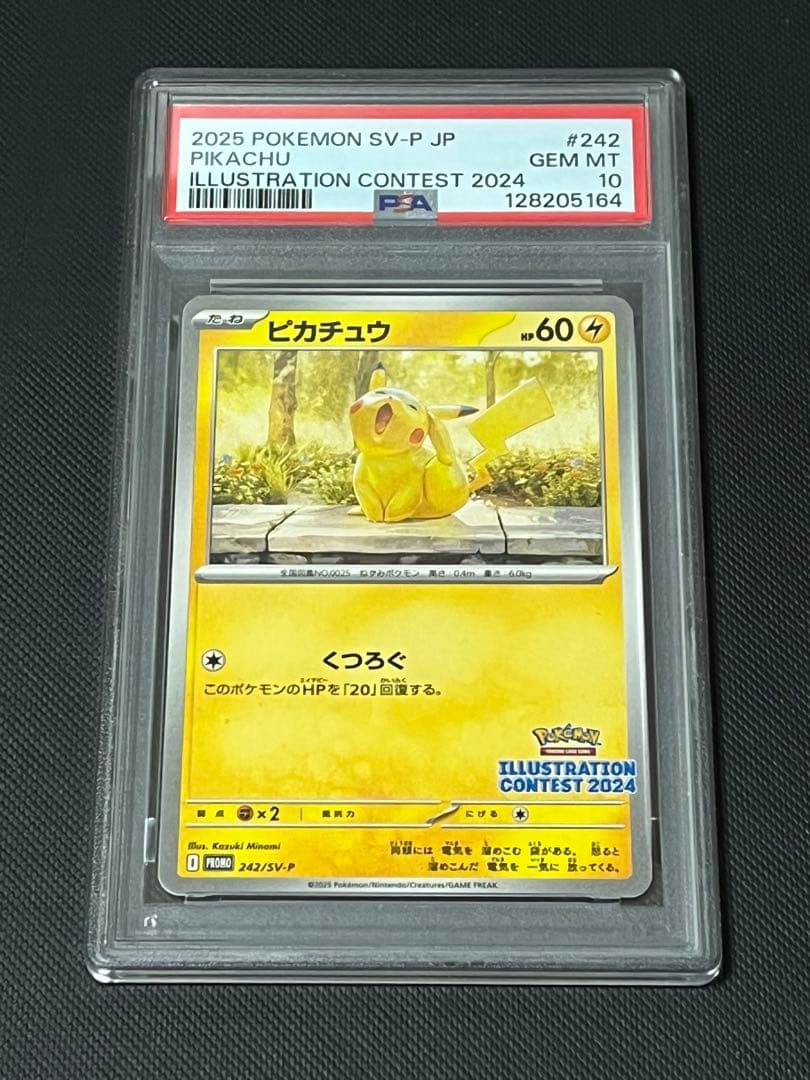 2025 POKEMON SV-P JP #242
PIKACHU GEM MT
ILLUSTRATION CONTEST 2024 10
PSA 128205164
たね ピカチュウ HP60
全国図鑑NO.0025 ねずみポケモン 高さ:0.4m 重さ:6.0kg
くつろぐ
このポケモンのHPを「20」回復する。
Pokémon
ILLUSTRATION
CONTEST 2024
弱点 ×2 抵抗力 にげる
Illus. Kazuki Minami
両頬には 電気を 溜めこむ 袋がある。 怒ると
溜めこんだ 電気を 一気に 放ってくる。
PROMO 242/SV-P
©2025 Pokémon/Nintendo/Creatures/GAME FREAK.